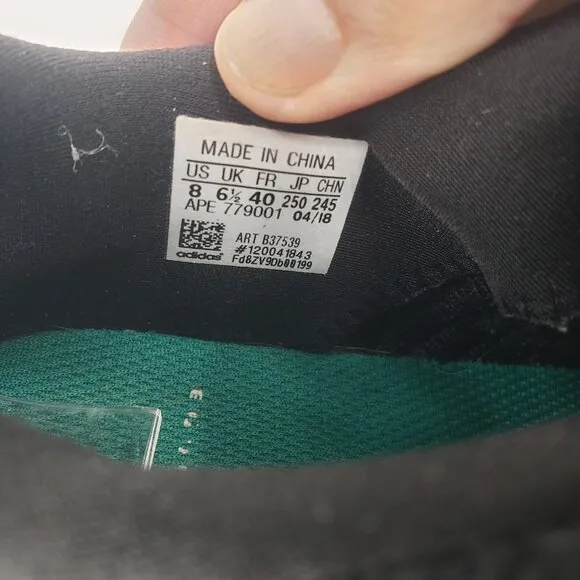 MADE IN CHINA
US UK FR JP CHN
8 6½ 40 250 245
APE 779001 04/18
ART B37539
#120041843
adidas Fd8ZV9Db00199